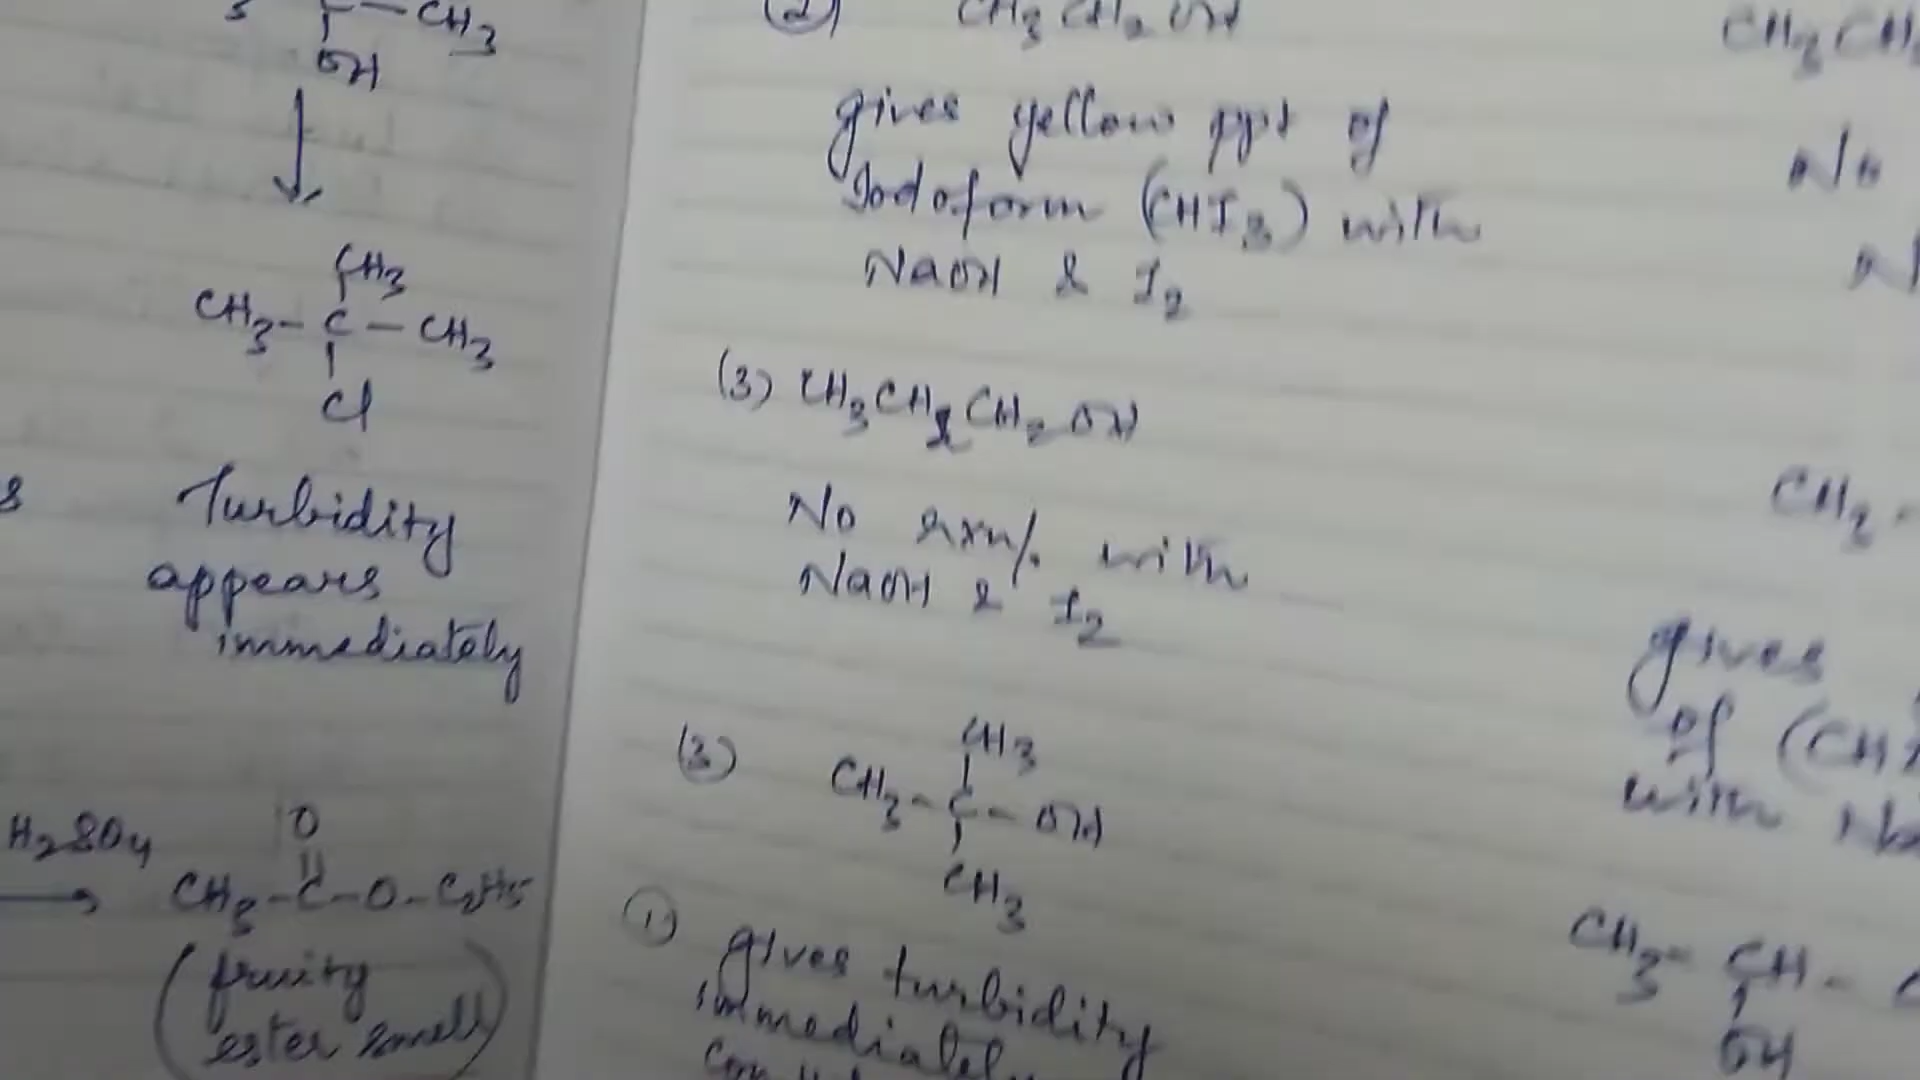 C — CH3
OH
CH3
CH3 - C - CH3
Cl
Turbidity
appears
immediately
H2SO4
O
CH3 - C - O - C2H5
(fruity
ester smell)
(2) CH3 CH2 OH
gives yellow ppt of
Iodoform (CHI3) with
NaOH & I2
(3) CH3 CH2 CH2 OH
No rxn/. with
NaOH & I2
(3)
CH3
CH3 - C - OH
CH3
(1) gives turbidity
immediately
No
CH2 -
gives
of (CH
with
CH3 - CH -
OH